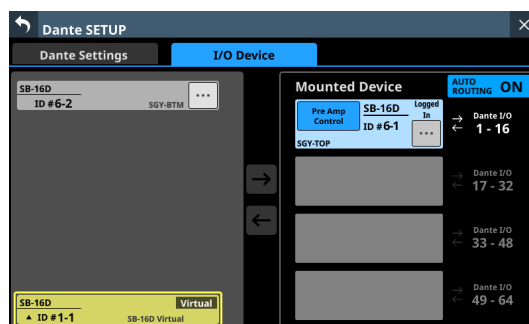 Dante SETUP
Dante Settings
I/O Device
SB-16D
ID #6-2
SGY-BTM
...
SB-16D
Virtual
▲ ID #1-1
SB-16D Virtual
→
←
Mounted Device
AUTO
ROUTING ON
Pre Amp
Control
SB-16D
ID #6-1
Logged
In
...
SGY-TOP
Dante I/O
1 - 16
Dante I/O
17 - 32
Dante I/O
33 - 48
Dante I/O
49 - 64